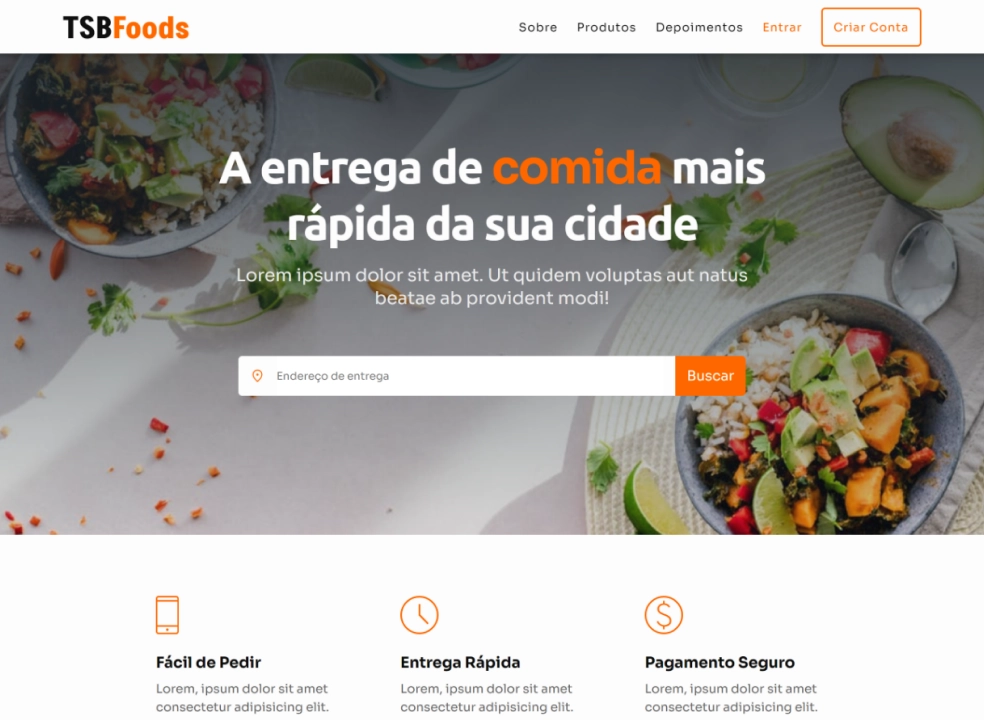 TSBFoods
Sobre Produtos Depoimentos Entrar Criar Conta
A entrega de comida mais
rápida da sua cidade
Lorem ipsum dolor sit amet. Ut quidem voluptas aut natus
beatae ab provident modi!
Endereço de entrega Buscar
Fácil de Pedir
Lorem, ipsum dolor sit amet
consectetur adipisicing elit.
Entrega Rápida
Lorem, ipsum dolor sit amet
consectetur adipisicing elit.
Pagamento Seguro
Lorem, ipsum dolor sit amet
consectetur adipisicing elit.